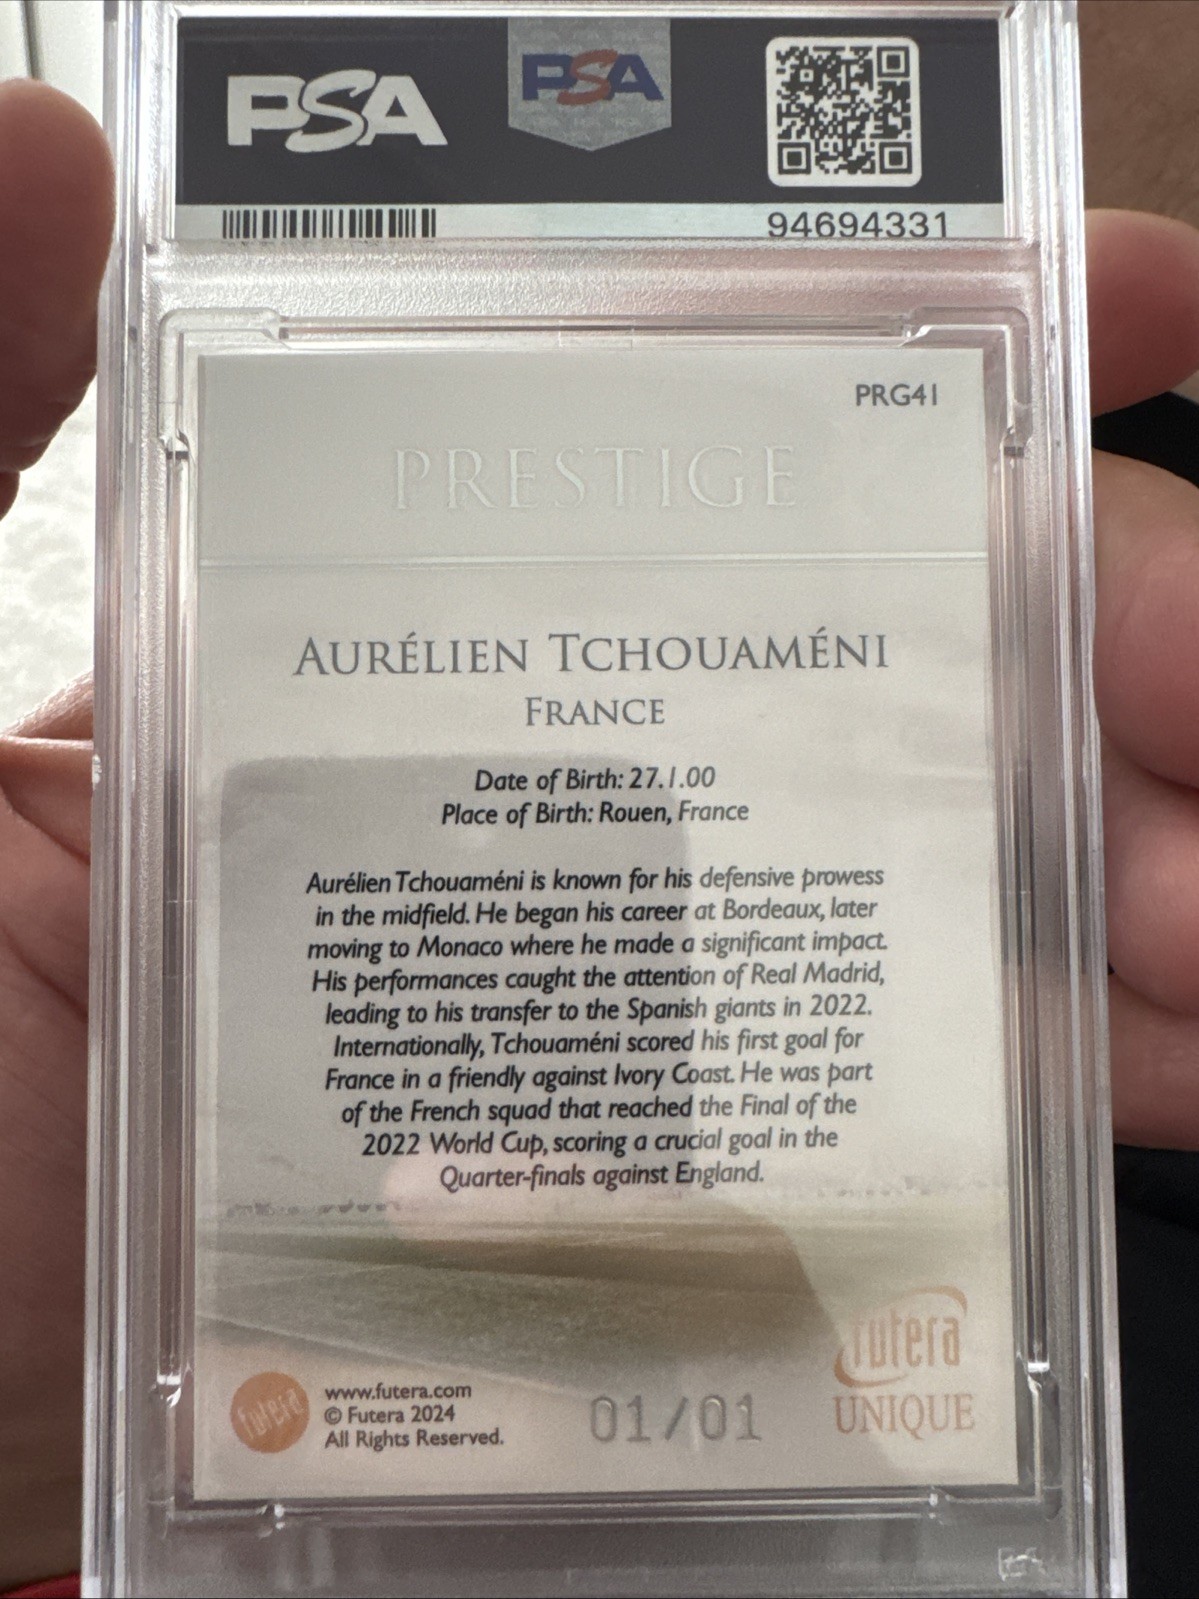 PSA
PSA
94694331
PRG41
PRESTIGE
AURÉLIEN TCHOUAMÉNI
FRANCE
Date of Birth: 27.1.00
Place of Birth: Rouen, France
Aurélien Tchouaméni is known for his defensive prowess
in the midfield. He began his career at Bordeaux, later
moving to Monaco where he made a significant impact.
His performances caught the attention of Real Madrid,
leading to his transfer to the Spanish giants in 2022.
Internationally, Tchouaméni scored his first goal for
France in a friendly against Ivory Coast. He was part
of the French squad that reached the Final of the
2022 World Cup, scoring a crucial goal in the
Quarter-finals against England.
futera
www.futera.com
© Futera 2024
All Rights Reserved.
01/01
futera
UNIQUE